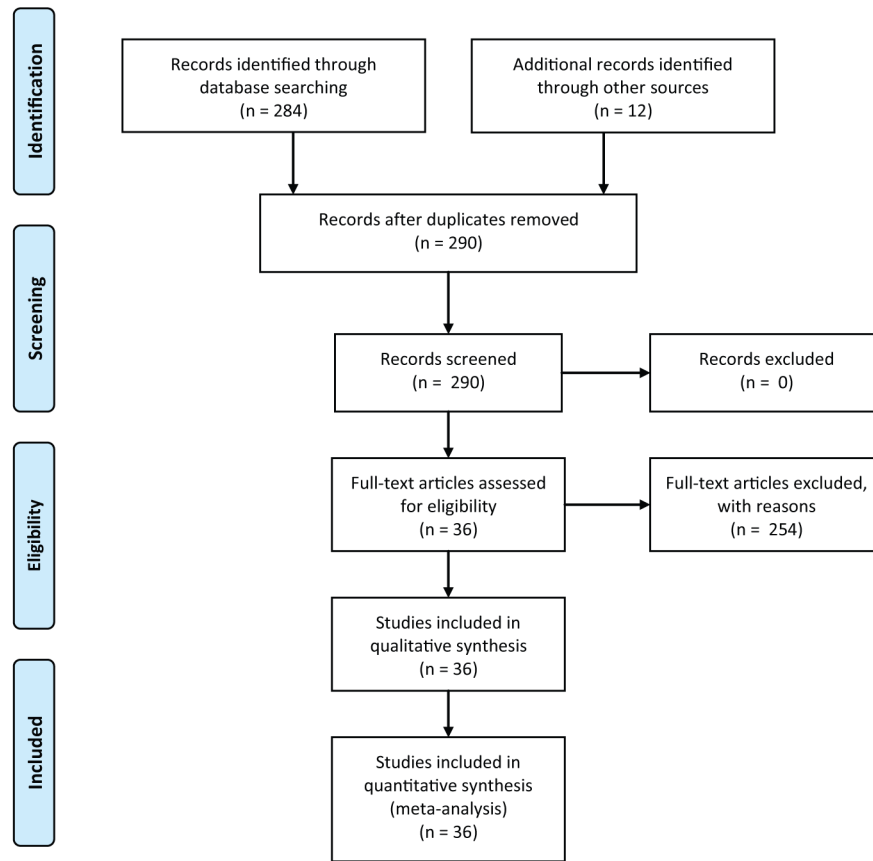 Identification
Records identified through
database searching
(n = 284)
Additional records identified
through other sources
(n = 12)
Records after duplicates removed
(n = 290)
Screening
Records screened
(n = 290)
Records excluded
(n = 0)
Eligibility
Full-text articles assessed
for eligibility
(n = 36)
Full-text articles excluded,
with reasons
(n = 254)
Studies included in
qualitative synthesis
(n = 36)
Included
Studies included in
quantitative synthesis
(meta-analysis)
(n = 36)